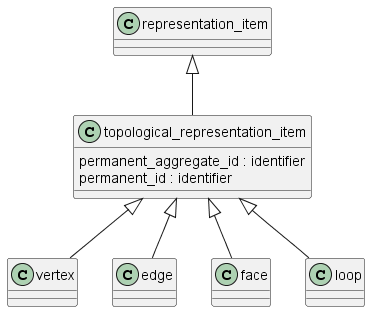 C representation_item
C topological_representation_item
permanent_aggregate_id : identifier
permanent_id : identifier
C vertex
C edge
C face
C loop